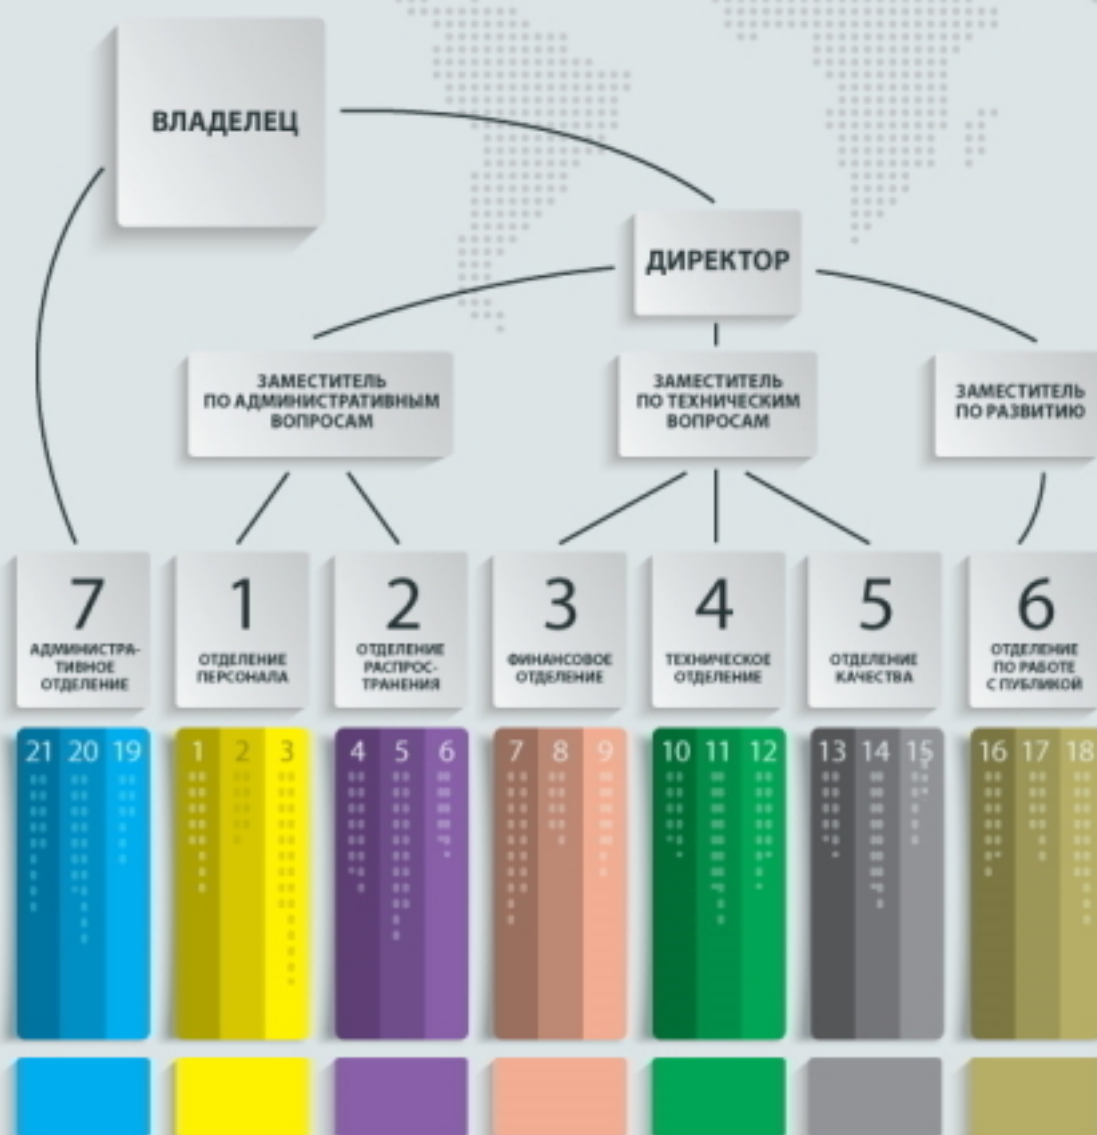 ВЛАДЕЛЕЦ
ДИРЕКТОР
ЗАМЕСТИТЕЛЬ
ПО АДМИНИСТРАТИВНЫМ
ВОПРОСАМ
ЗАМЕСТИТЕЛЬ
ПО ТЕХНИЧЕСКИМ
ВОПРОСАМ
ЗАМЕСТИТЕЛЬ
ПО РАЗВИТИЮ
7
АДМИНИСТРА-
ТИВНОЕ
ОТДЕЛЕНИЕ
1
ОТДЕЛЕНИЕ
ПЕРСОНАЛА
2
ОТДЕЛЕНИЕ
РАСПРОС-
ТРАНЕНИЯ
3
ФИНАНСОВОЕ
ОТДЕЛЕНИЕ
4
ТЕХНИЧЕСКОЕ
ОТДЕЛЕНИЕ
5
ОТДЕЛЕНИЕ
КАЧЕСТВА
6
ОТДЕЛЕНИЕ
ПО РАБОТЕ
С ПУБЛИКОЙ
21 20 19
1 2 3
4 5 6
7 8 9
10 11 12
13 14 15
16 17 18